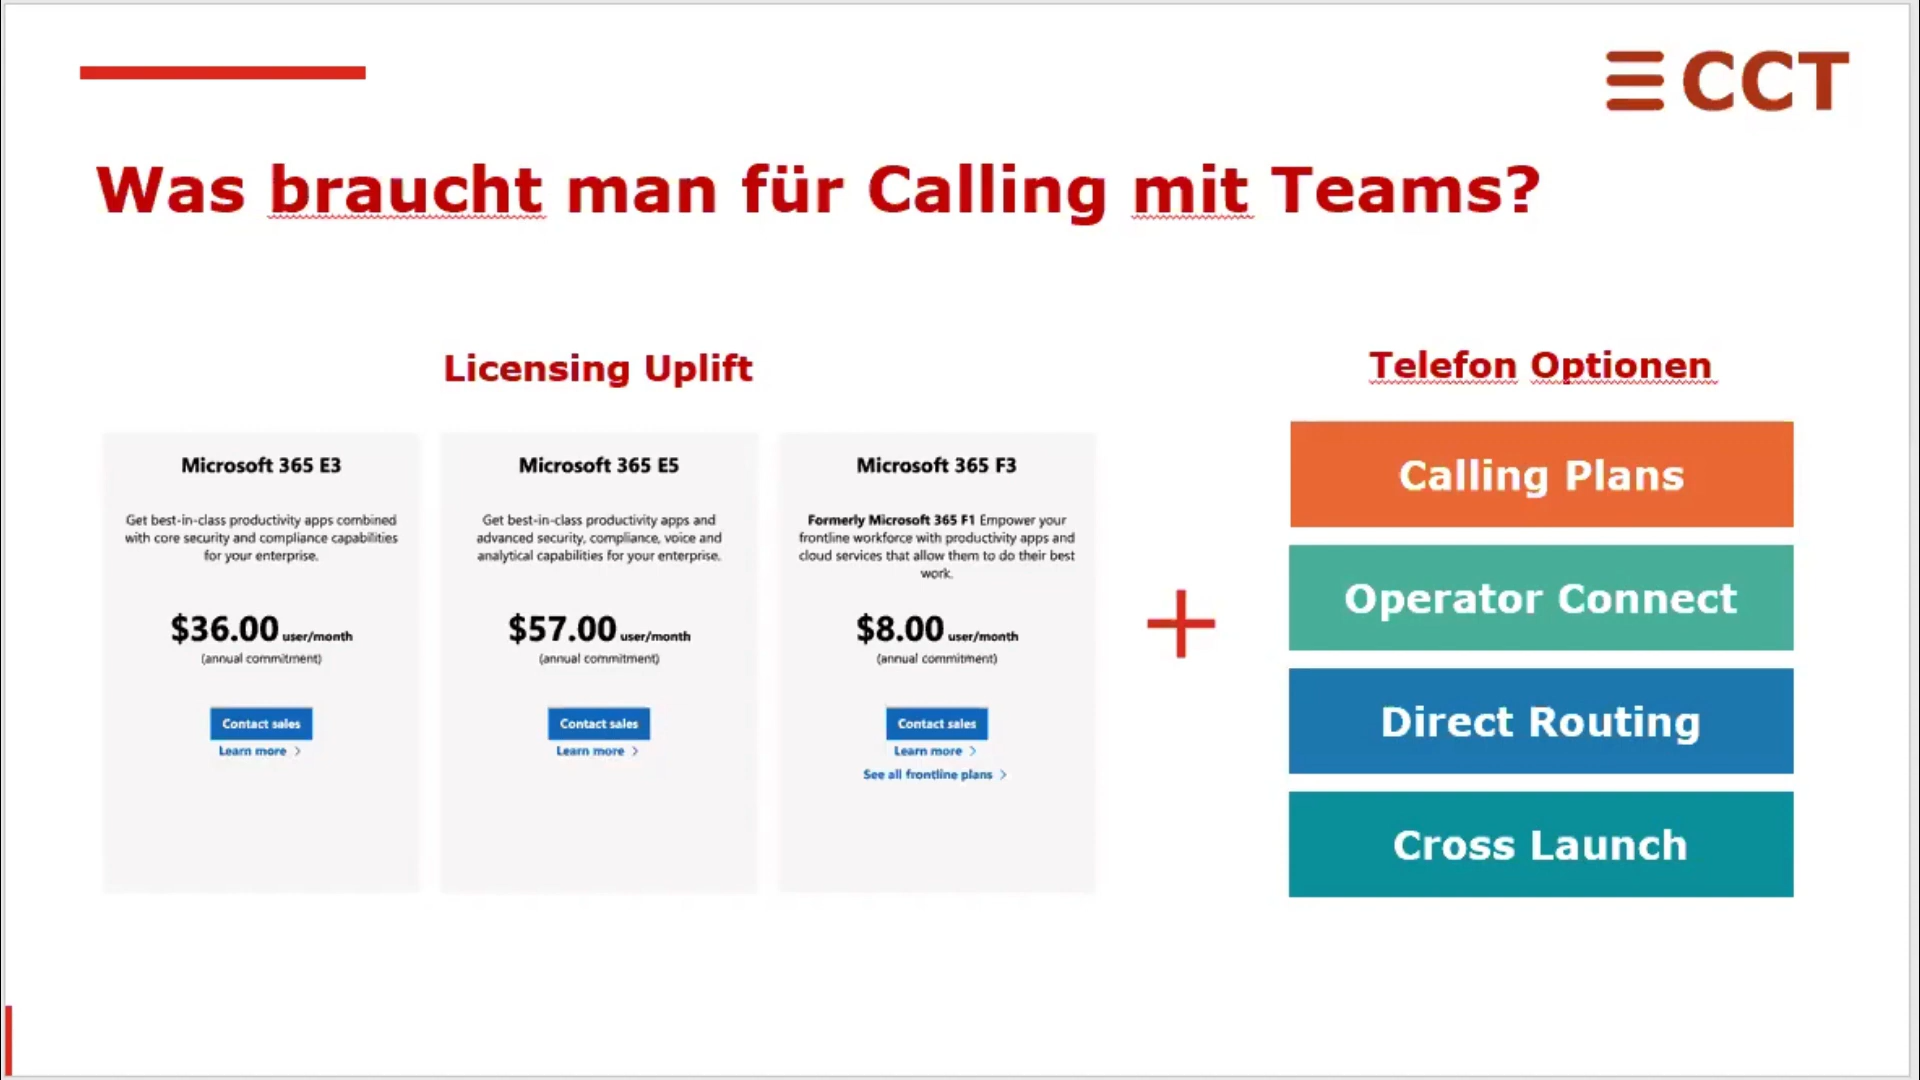 CCT
Was braucht man für Calling mit Teams?
Licensing Uplift
Microsoft 365 E3
Get best-in-class productivity apps combined
with core security and compliance capabilities
for your enterprise.
$36.00 user/month
(annual commitment)
Contact sales
Learn more >
Microsoft 365 E5
Get best-in-class productivity apps and
advanced security, compliance, voice and
analytical capabilities for your enterprise.
$57.00 user/month
(annual commitment)
Contact sales
Learn more >
Microsoft 365 F3
Formerly Microsoft 365 F1 Empower your
frontline workforce with productivity apps and
cloud services that allow them to do their best
work.
$8.00 user/month
(annual commitment)
Contact sales
Learn more >
See all frontline plans >
+
Telefon Optionen
Calling Plans
Operator Connect
Direct Routing
Cross Launch